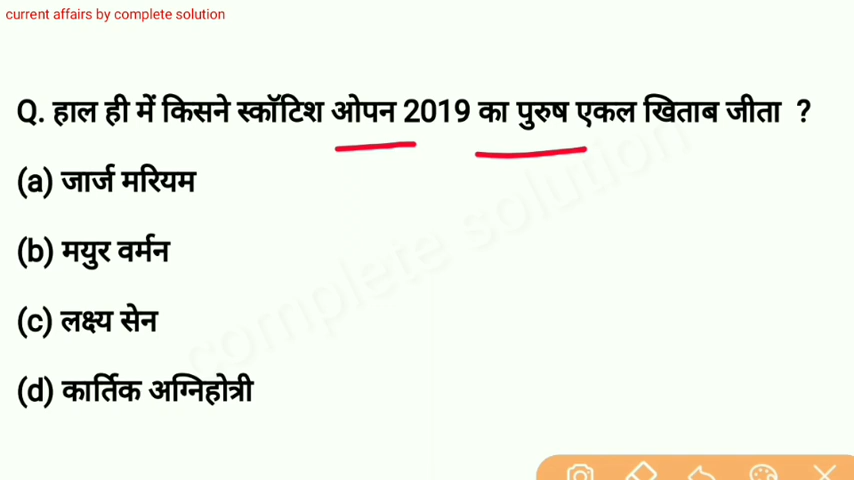 current affairs by complete solution
Q. हाल ही में किसने स्कॉटिश ओपन 2019 का पुरुष एकल खिताब जीता ?
(a) जार्ज मरियम
(b) मयुर वर्मन
(c) लक्ष्य सेन
(d) कार्तिक अग्निहोत्री
complete solution